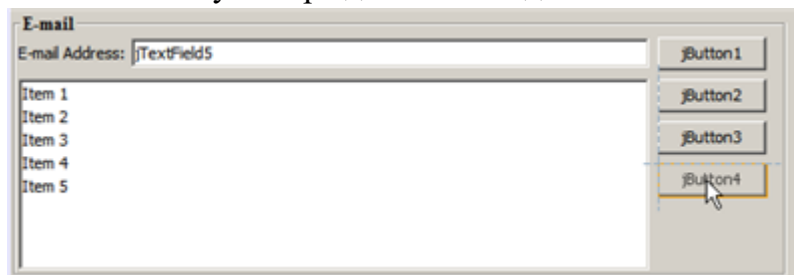 E-mail
E-mail Address: jTextField5 jButton1
jButton2
jButton3
jButton4
Item 1
Item 2
Item 3
Item 4
Item 5